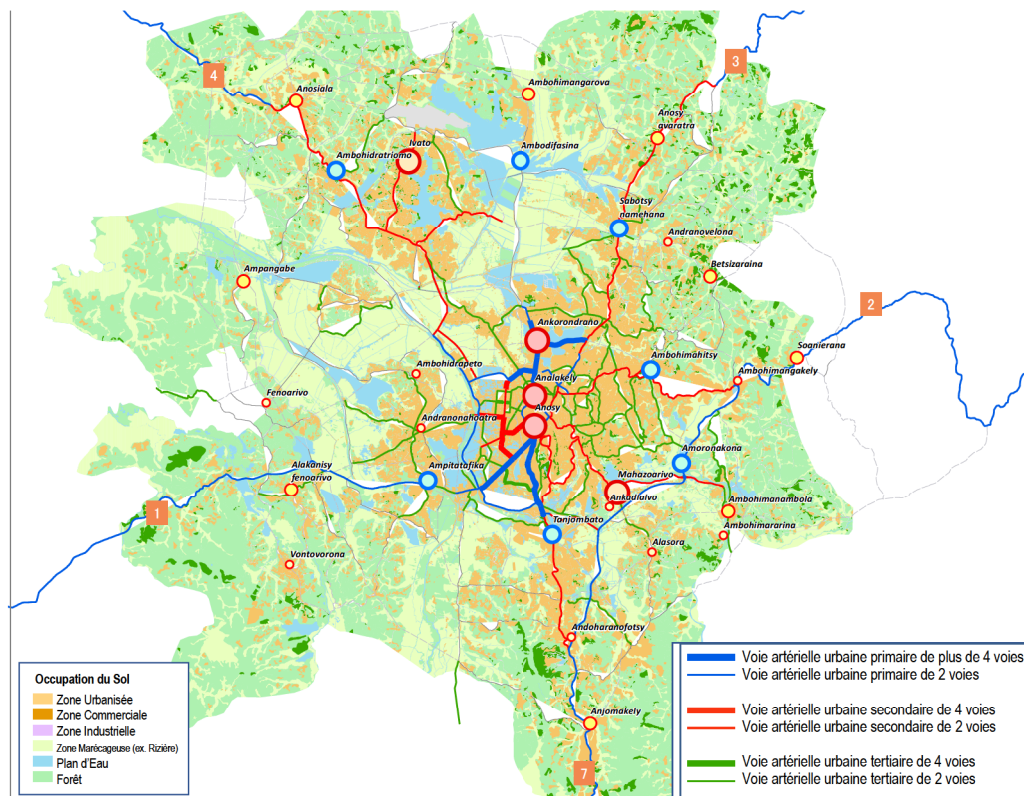 3
4
Anosiala
Ambohimangarova
Anosy
avaratra
Ivato
Ambohidratriomo
Ambodifasina
Sabotsy
namehana
Andranovelona
Betsizaraina
Ampangabe
2
Ankorondrano
Ambohimahitsy
Soanierana
Ambohimangakely
Ambohidrapeto
Analakely
Fenoarivo
Anosy
Andranonahoatra
Amoronakona
Alakanisy
fenoarivo
Ampitatafika
Mahazoarivo
Ambohimanambola
1
Tanjombato
Ambohimararina
Alasora
Vontovorona
Andoharanofotsy
Anjomakely
7
Occupation du Sol
Zone Urbanisée
Zone Commerciale
Zone Industrielle
Zone Marécageuse (ex. Rizière)
Plan d'Eau
Forêt
Voie artérielle urbaine primaire de plus de 4 voies
Voie artérielle urbaine primaire de 2 voies
Voie artérielle urbaine secondaire de 4 voies
Voie artérielle urbaine secondaire de 2 voies
Voie artérielle urbaine tertiaire de 4 voies
Voie artérielle urbaine tertiaire de 2 voies